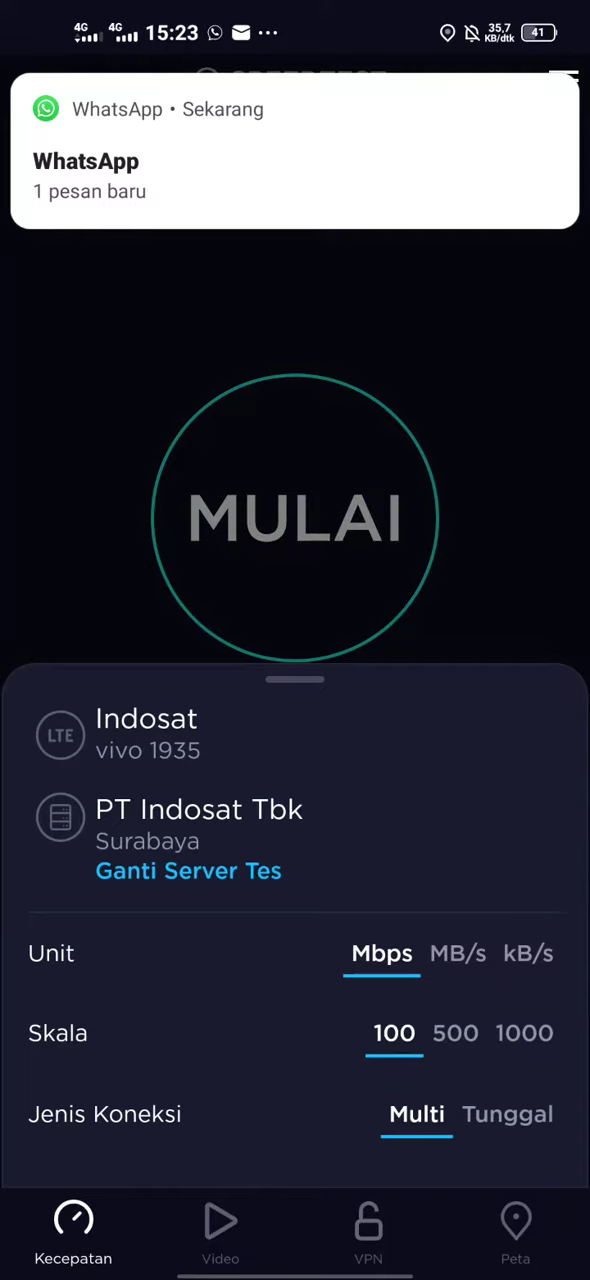 4G 4G 15:23 ... 35,7 KB/dtk 41
WhatsApp • Sekarang
WhatsApp
1 pesan baru
MULAI
LTE
Indosat
vivo 1935
PT Indosat Tbk
Surabaya
Ganti Server Tes
Unit Mbps MB/s kB/s
Skala 100 500 1000
Jenis Koneksi Multi Tunggal
Kecepatan Video VPN Peta